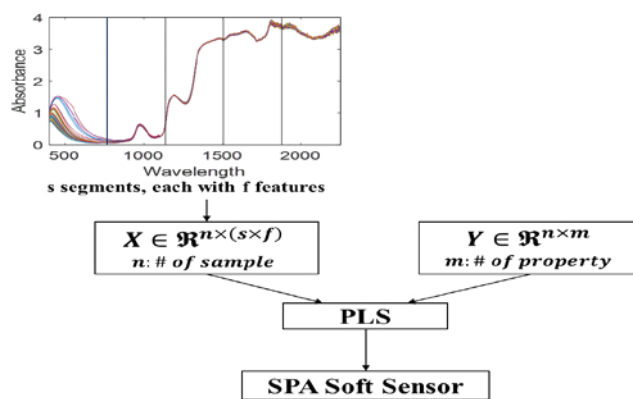 4
3
2
1
0
Absorbance
500 1000 1500 2000
Wavelength
s segments, each with f features
X ∈ ℜ^{n×(s×f)}
n: # of sample
Y ∈ ℜ^{n×m}
m: # of property
PLS
SPA Soft Sensor